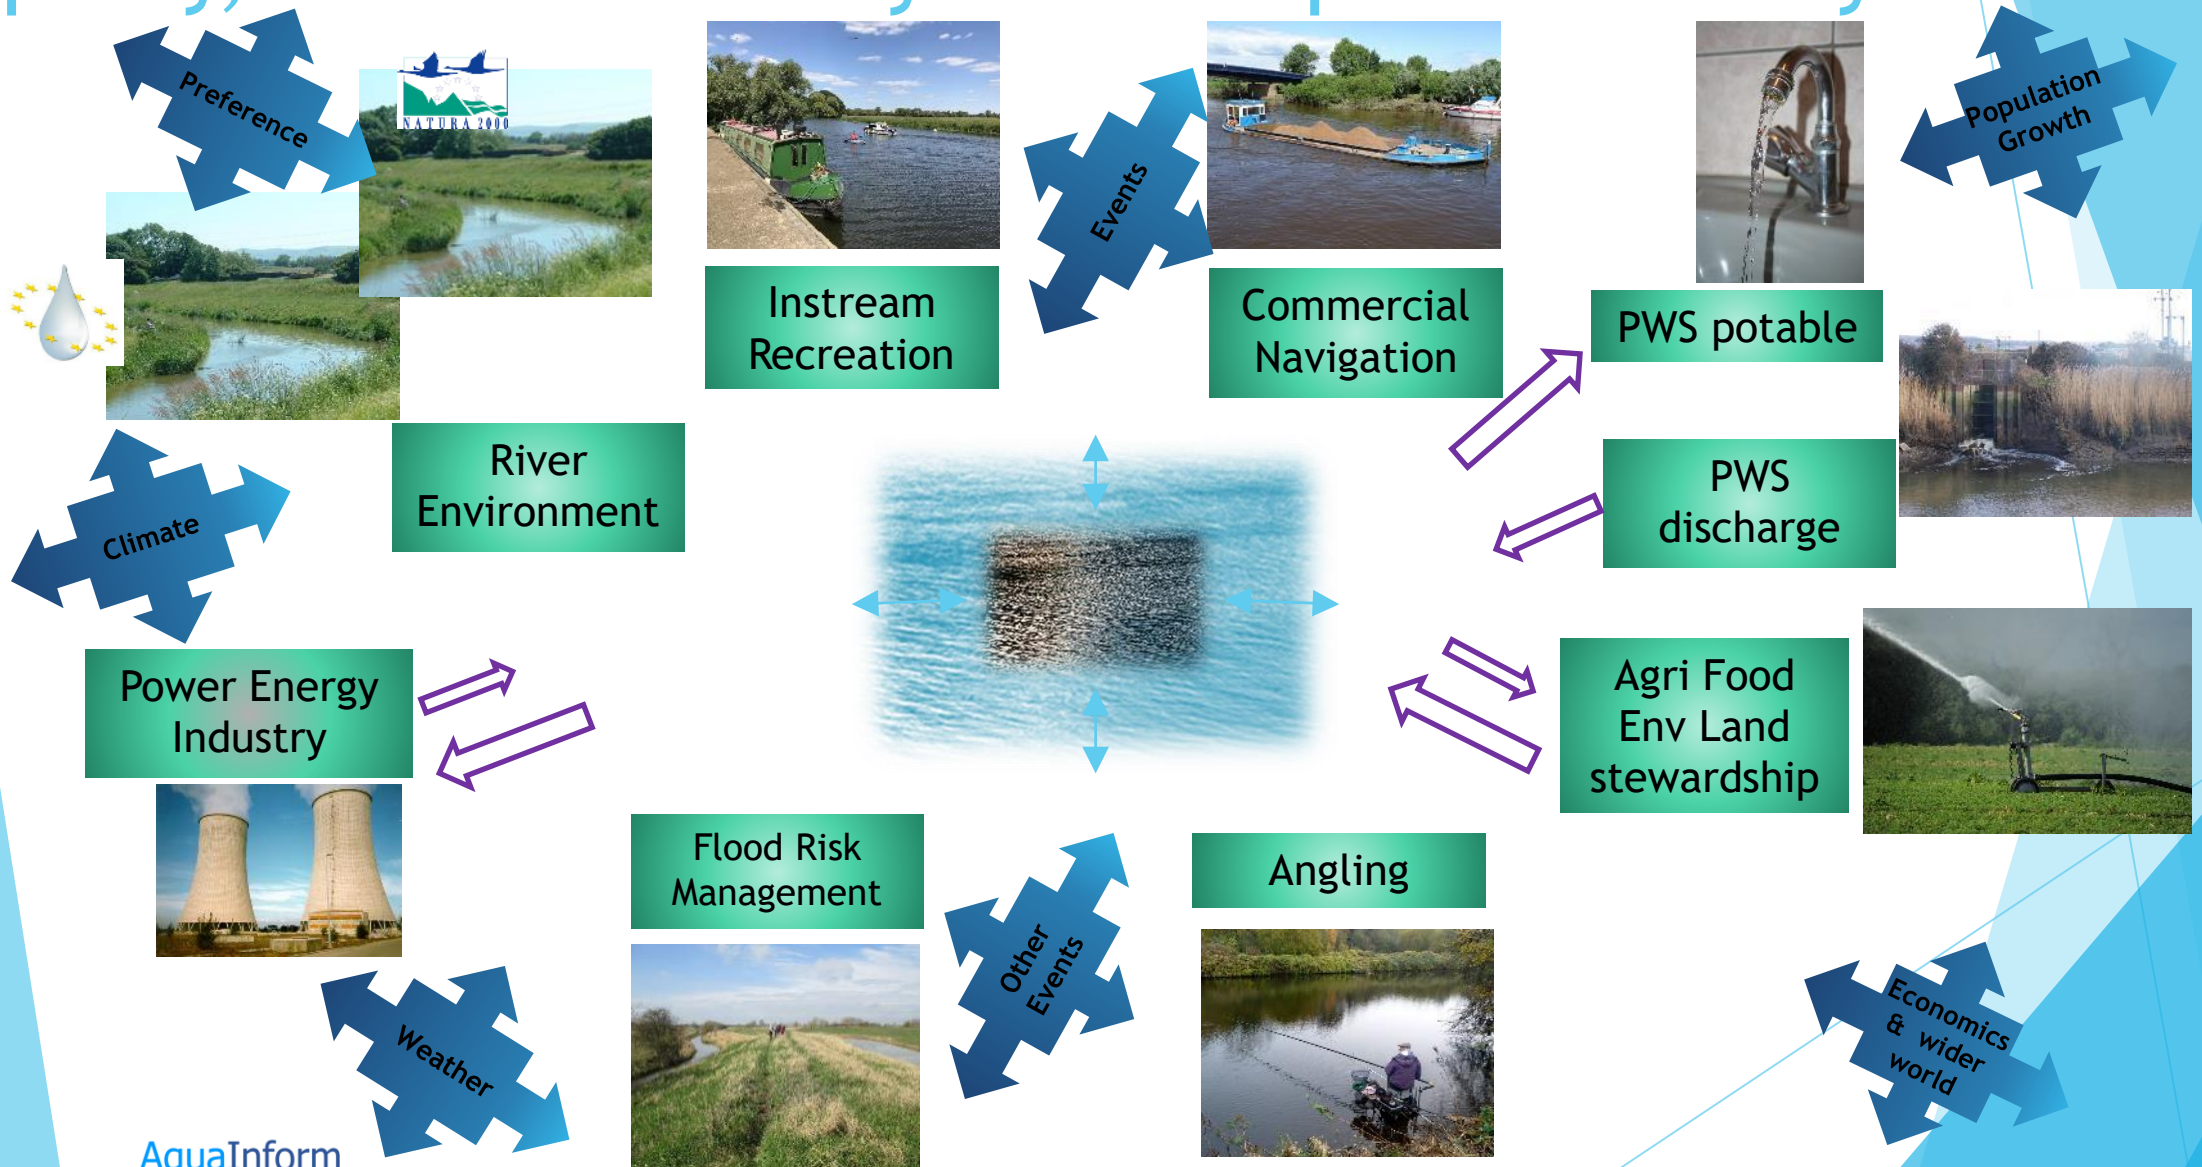 Preference
NATURA 2000
Events
Population
Growth
Instream
Recreation
Commercial
Navigation
PWS potable
River
Environment
PWS
discharge
Climate
Power Energy
Industry
Agri Food
Env Land
stewardship
Flood Risk
Management
Other
Events
Angling
Weather
Economics
& wider
world
AquaInform